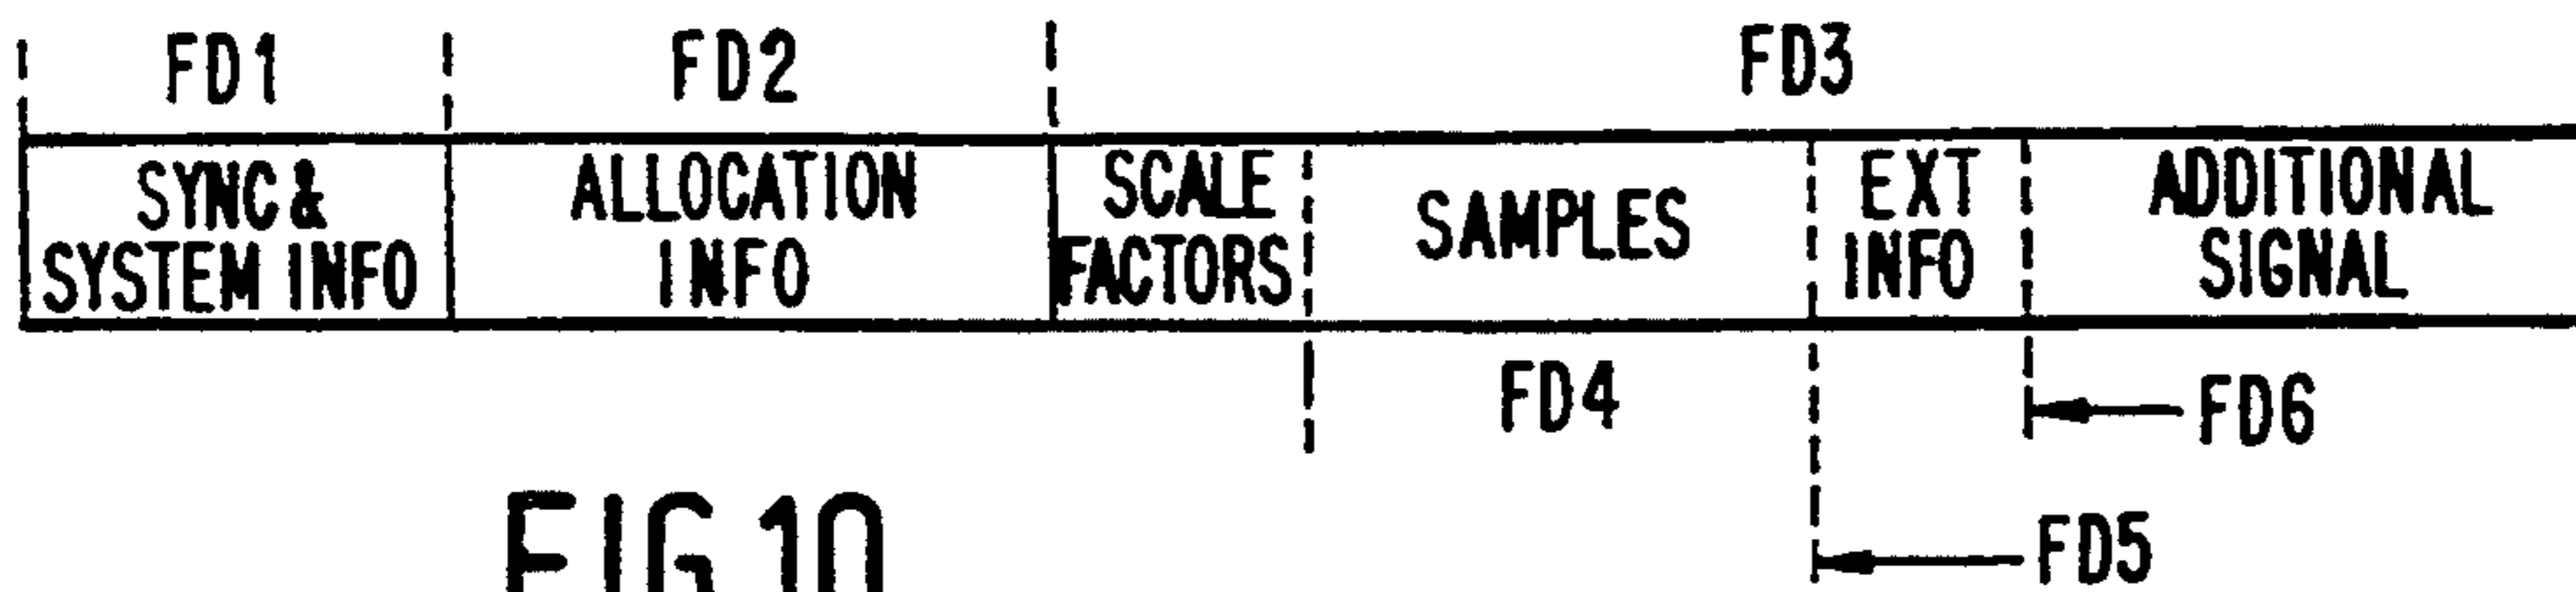 FD1 FD2 FD3
SYNC &
SYSTEM INFO
ALLOCATION
INFO
SCALE
FACTORS
SAMPLES
EXT
INFO
ADDITIONAL
SIGNAL
FD4
FD6
FD5
FIG.10